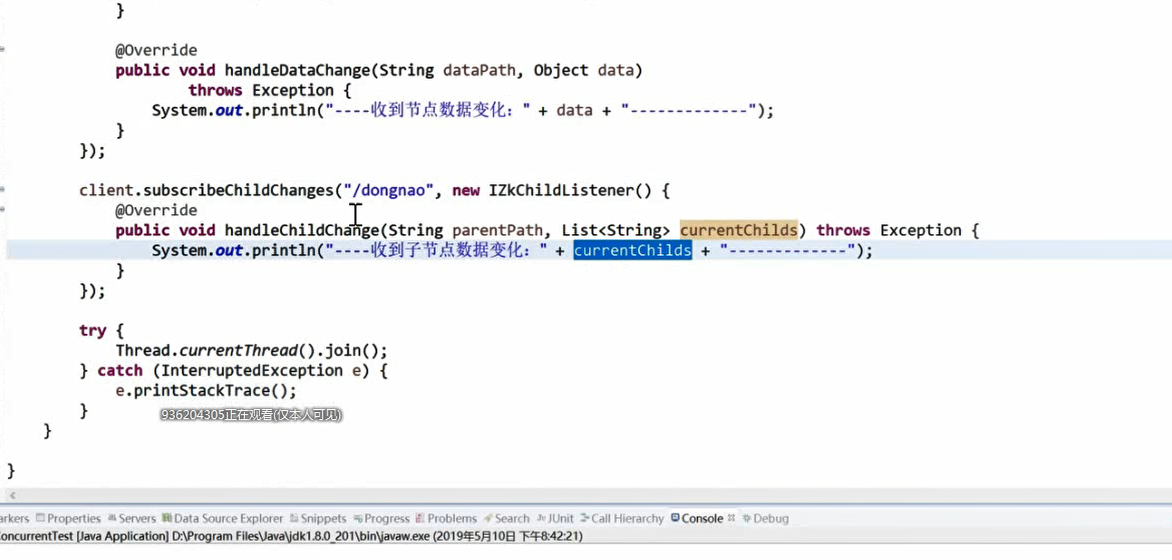 }
@Override
public void handleDataChange(String dataPath, Object data)
throws Exception {
System.out.println("----收到节点数据变化：" + data + "-------------");
}
});
client.subscribeChildChanges("/dongnao", new IZkChildListener() {
@Override
public void handleChildChange(String parentPath, List<String> currentChilds) throws Exception {
System.out.println("----收到子节点数据变化：" + currentChilds + "-------------");
}
});
try {
Thread.currentThread().join();
} catch (InterruptedException e) {
e.printStackTrace();
}
936204305正在观看(仅本人可见)
}
}
arkers Properties Servers Data Source Explorer Snippets Progress Problems Search JUnit Call Hierarchy Console Debug
ConcurrentTest [Java Application] D:\Program Files\Java\jdk1.8.0_201\bin\javaw.exe (2019年5月10日 下午8:42:21)